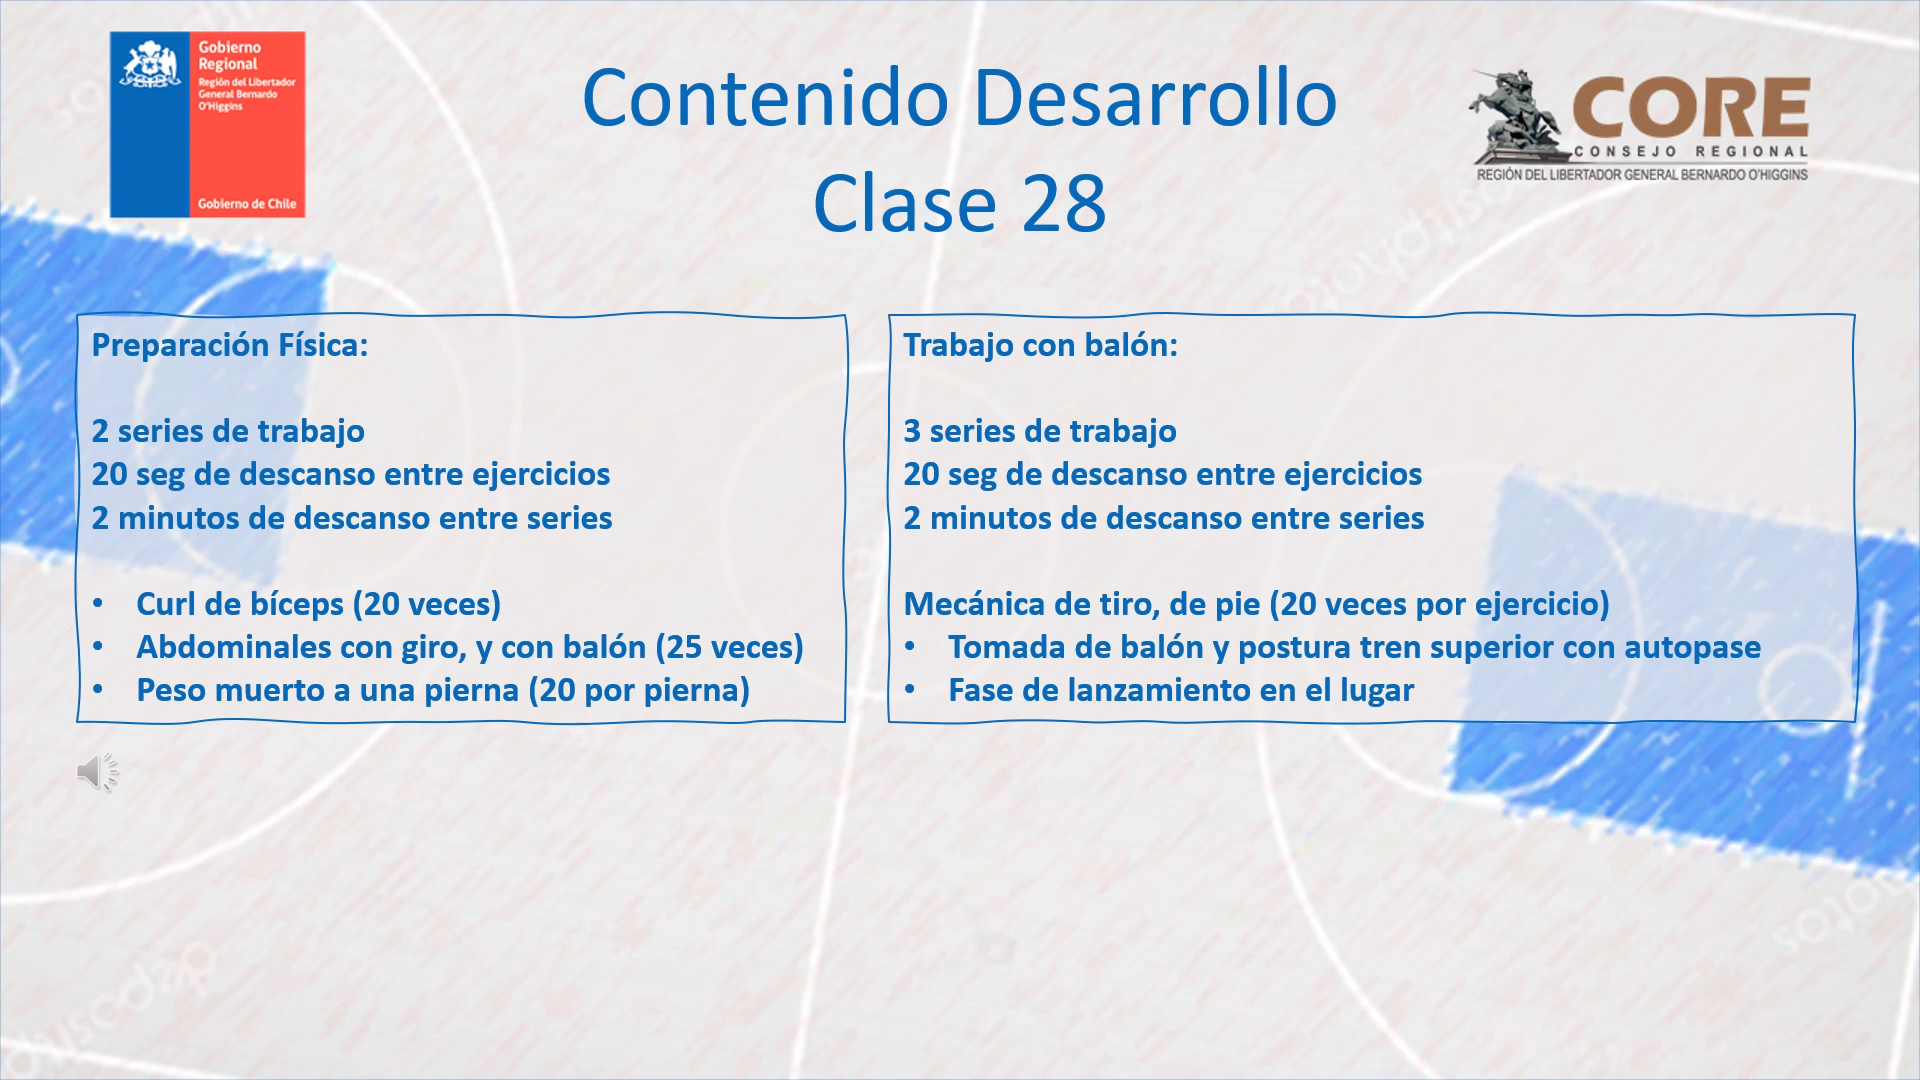 Gobierno
Regional
Región del Libertador
General Bernardo
O'Higgins
Gobierno de Chile
Contenido Desarrollo
Clase 28
CORE
CONSEJO REGIONAL
REGIÓN DEL LIBERTADOR GENERAL BERNARDO O'HIGGINS
Preparación Física:
2 series de trabajo
20 seg de descanso entre ejercicios
2 minutos de descanso entre series
• Curl de bíceps (20 veces)
• Abdominales con giro, y con balón (25 veces)
• Peso muerto a una pierna (20 por pierna)
Trabajo con balón:
3 series de trabajo
20 seg de descanso entre ejercicios
2 minutos de descanso entre series
Mecánica de tiro, de pie (20 veces por ejercicio)
• Tomada de balón y postura tren superior con autopase
• Fase de lanzamiento en el lugar